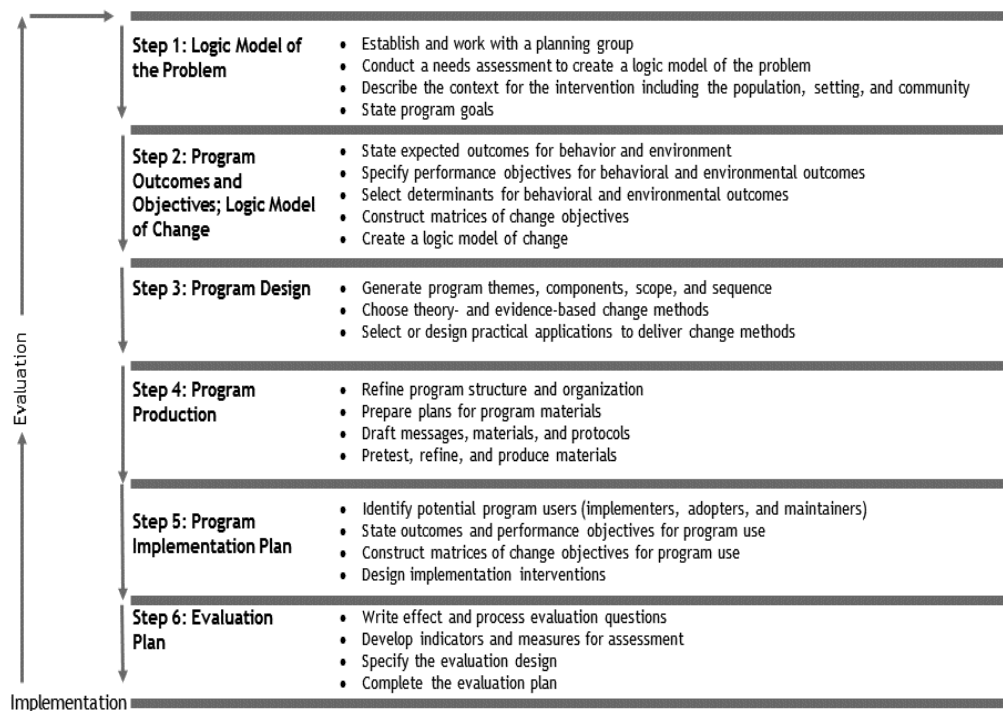 Step 1: Logic Model of
the Problem
• Establish and work with a planning group
• Conduct a needs assessment to create a logic model of the problem
• Describe the context for the intervention including the population, setting, and community
• State program goals
Step 2: Program
Outcomes and
Objectives; Logic Model
of Change
• State expected outcomes for behavior and environment
• Specify performance objectives for behavioral and environmental outcomes
• Select determinants for behavioral and environmental outcomes
• Construct matrices of change objectives
• Create a logic model of change
Step 3: Program Design
• Generate program themes, components, scope, and sequence
• Choose theory- and evidence-based change methods
• Select or design practical applications to deliver change methods
Step 4: Program
Production
• Refine program structure and organization
• Prepare plans for program materials
• Draft messages, materials, and protocols
• Pretest, refine, and produce materials
Step 5: Program
Implementation Plan
• Identify potential program users (implementers, adopters, and maintainers)
• State outcomes and performance objectives for program use
• Construct matrices of change objectives for program use
• Design implementation interventions
Step 6: Evaluation
Plan
• Write effect and process evaluation questions
• Develop indicators and measures for assessment
• Specify the evaluation design
• Complete the evaluation plan
Evaluation
Implementation